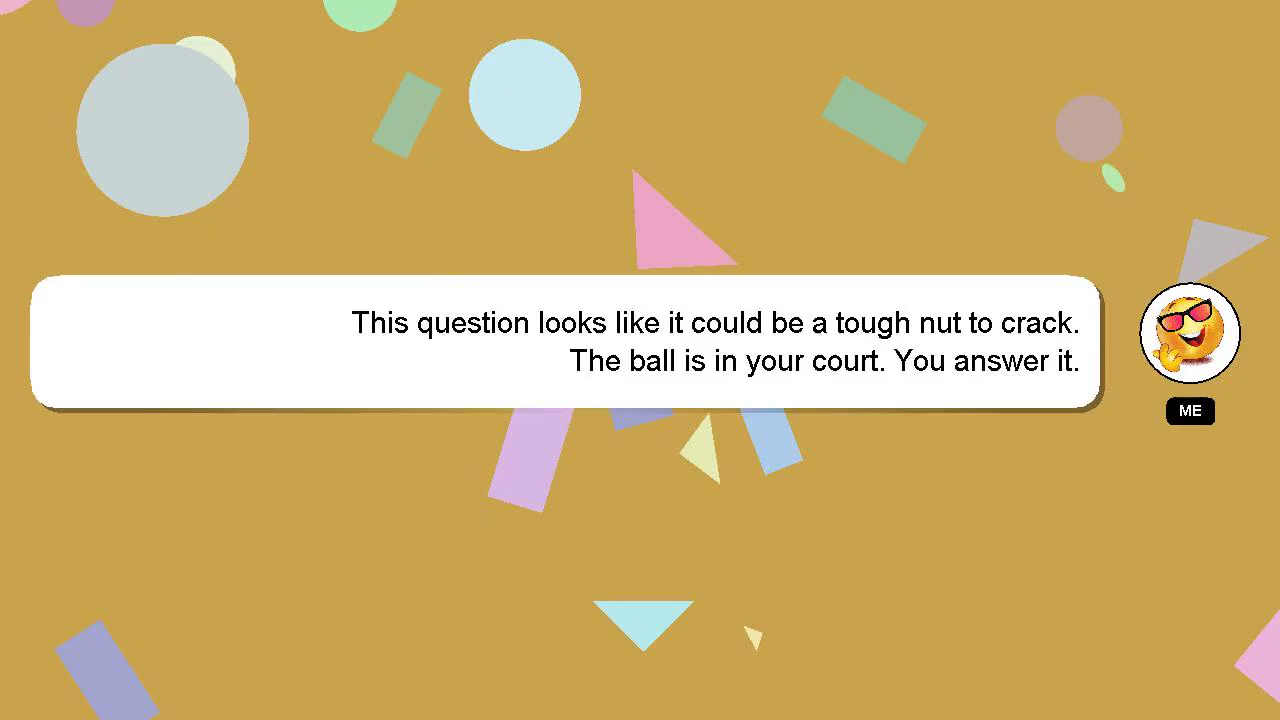 This question looks like it could be a tough nut to crack.
The ball is in your court. You answer it.
ME